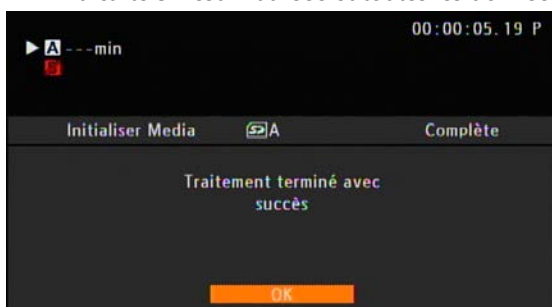 00:00:05.19 P
A ---min
S
Initialiser Media A Complète
Traitement terminé avec
succès
OK